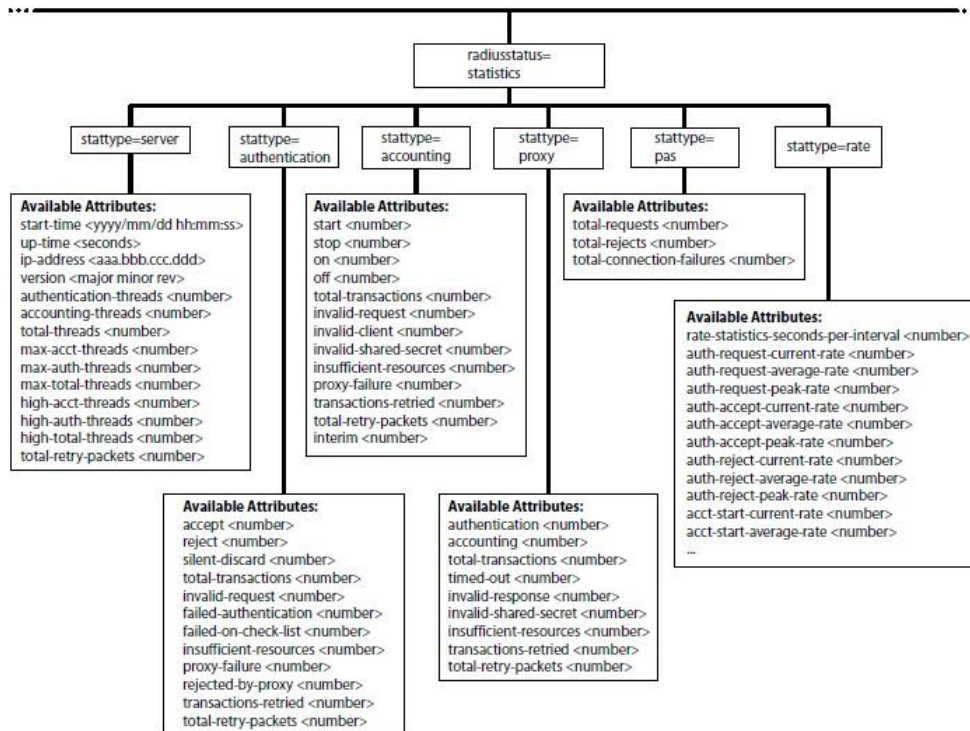 radiusstatus=
statistics
stattype=server
stattype=
authentication
stattype=
accounting
stattype=
proxy
stattype=
pas
stattype=rate
Available Attributes:
start-time <yyyy/mm/dd hh:mm:ss>
up-time <seconds>
ip-address <aaa.bbb.ccc.ddd>
version <major minor rev>
authentication-threads <number>
accounting-threads <number>
total-threads <number>
max-acct-threads <number>
max-auth-threads <number>
max-total-threads <number>
high-acct-threads <number>
high-auth-threads <number>
high-total-threads <number>
total-retry-packets <number>
Available Attributes:
start <number>
stop <number>
on <number>
off <number>
total-transactions <number>
invalid-request <number>
invalid-client <number>
invalid-shared-secret <number>
insufficient-resources <number>
proxy-failure <number>
transactions-retried <number>
total-retry-packets <number>
interim <number>
Available Attributes:
total-requests <number>
total-rejects <number>
total-connection-failures <number>
Available Attributes:
rate-statistics-seconds-per-interval <number>
auth-request-current-rate <number>
auth-request-average-rate <number>
auth-request-peak-rate <number>
auth-accept-current-rate <number>
auth-accept-average-rate <number>
auth-accept-peak-rate <number>
auth-reject-current-rate <number>
auth-reject-average-rate <number>
auth-reject-peak-rate <number>
acct-start-current-rate <number>
acct-start-average-rate <number>
...
Available Attributes:
accept <number>
reject <number>
silent-discard <number>
total-transactions <number>
invalid-request <number>
failed-authentication <number>
failed-on-check-list <number>
insufficient-resources <number>
proxy-failure <number>
rejected-by-proxy <number>
transactions-retried <number>
total-retry-packets <number>
Available Attributes:
authentication <number>
accounting <number>
total-transactions <number>
timed-out <number>
invalid-response <number>
invalid-shared-secret <number>
insufficient-resources <number>
transactions-retried <number>
total-retry-packets <number>